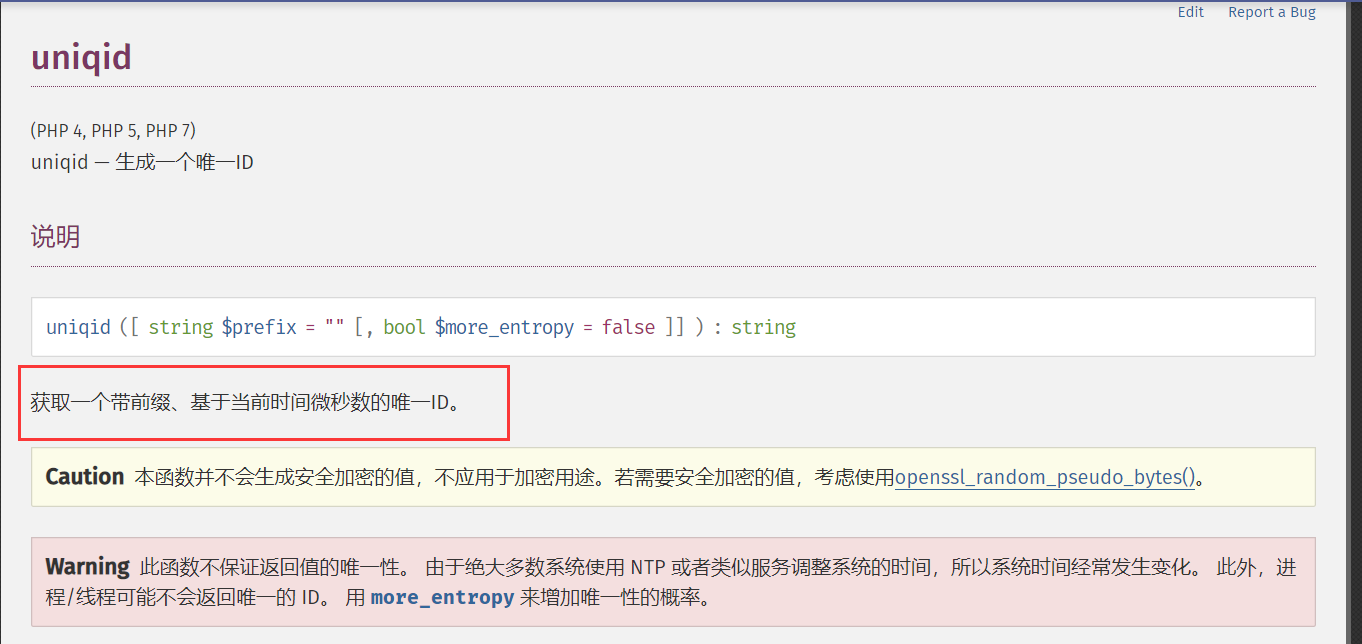 Edit Report a Bug
uniqid
(PHP 4, PHP 5, PHP 7)
uniqid — 生成一个唯一ID
说明
uniqid ([ string $prefix = "" [, bool $more_entropy = false ]] ) : string
获取一个带前缀、基于当前时间微秒数的唯一ID。
Caution 本函数并不会生成安全加密的值，不应用于加密用途。若需要安全加密的值，考虑使用openssl_random_pseudo_bytes()。
Warning 此函数不保证返回值的唯一性。 由于绝大多数系统使用 NTP 或者类似服务调整系统的时间，所以系统时间经常发生变化。 此外，进
程/线程可能不会返回唯一的 ID。 用 more_entropy 来增加唯一性的概率。